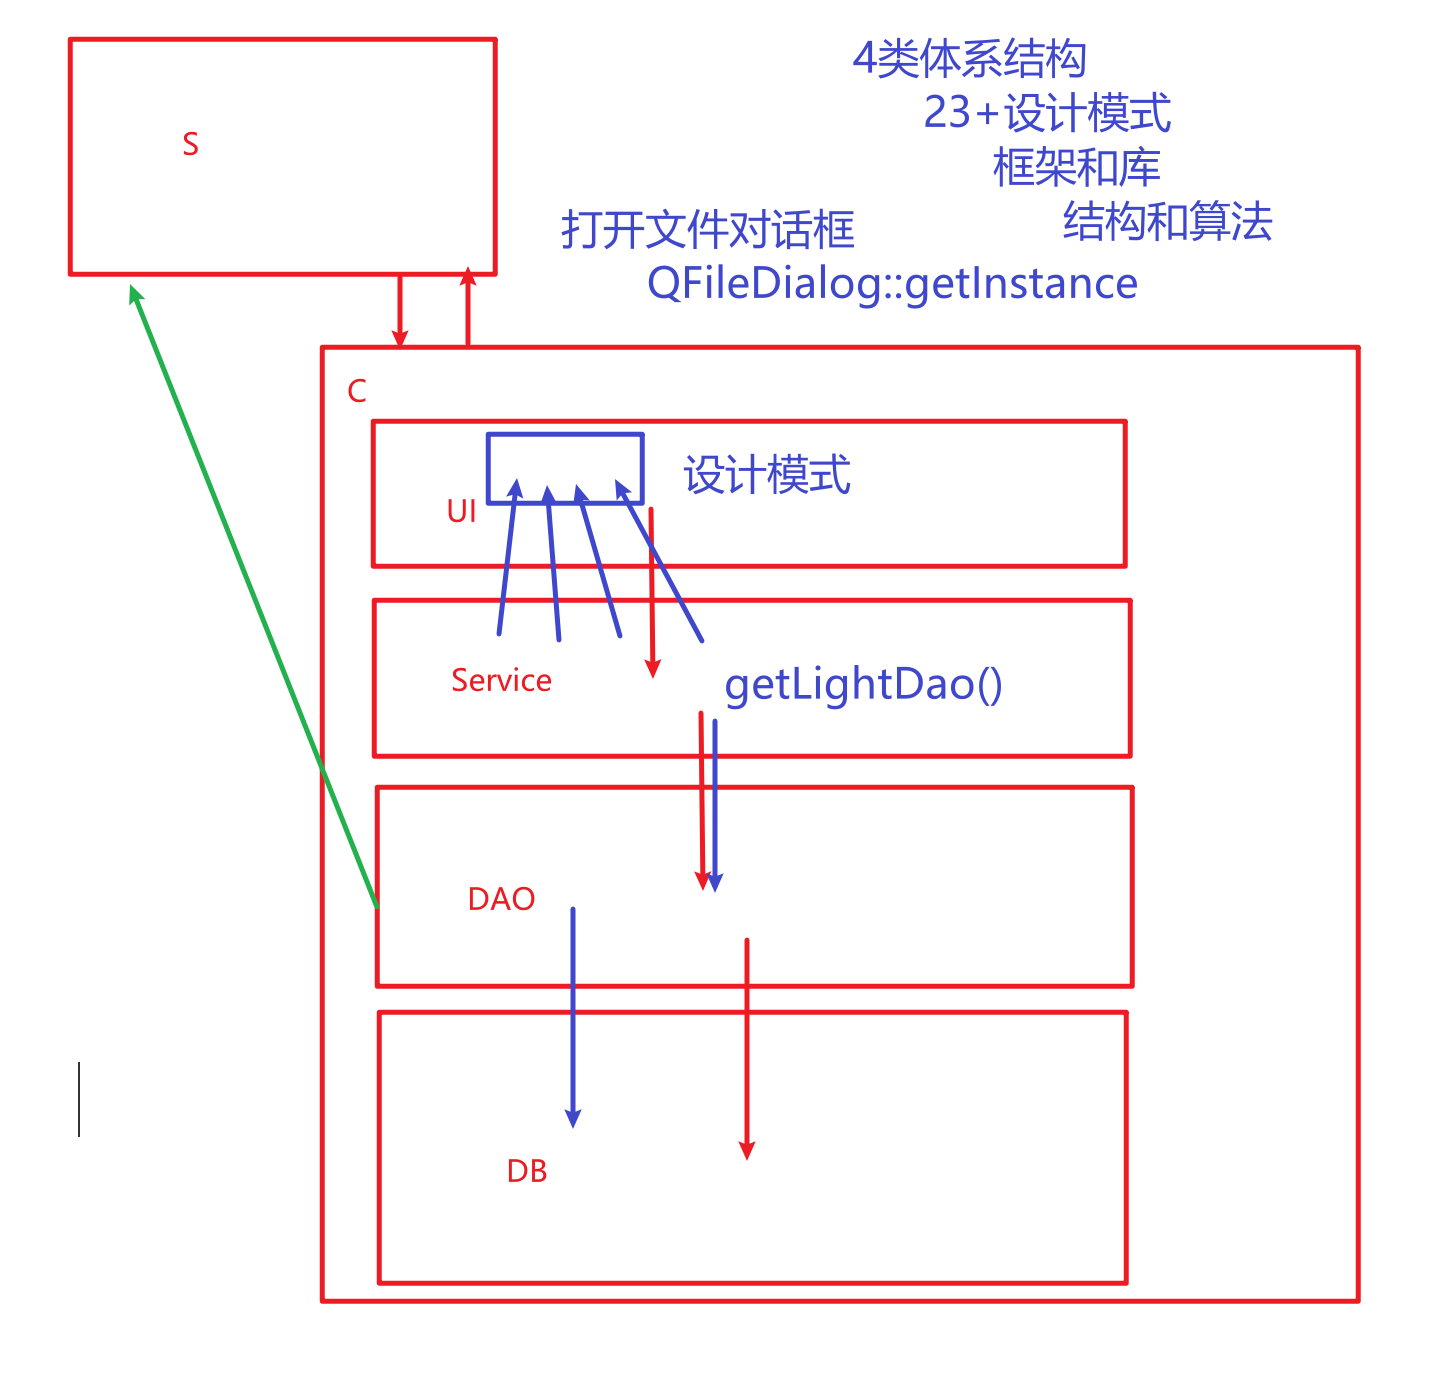 4类体系结构
23+设计模式
框架和库
结构和算法
S
打开文件对话框
QFileDialog::getInstance
C
设计模式
UI
Service
getLightDao()
DAO
DB